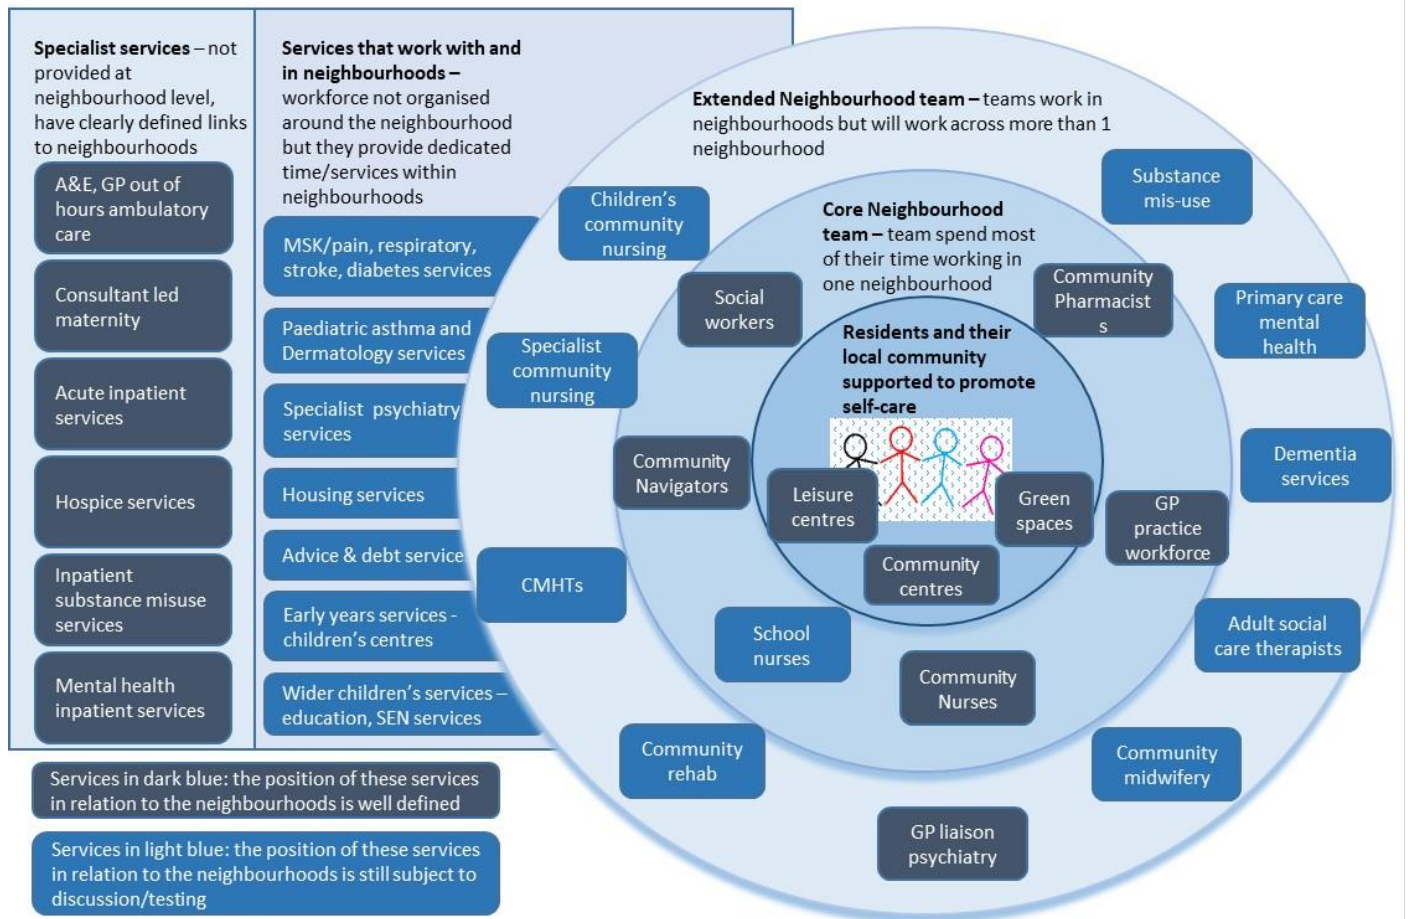 Specialist services – not
provided at
neighbourhood level,
have clearly defined links
to neighbourhoods
A&E, GP out of
hours ambulatory
care
Consultant led
maternity
Acute inpatient
services
Hospice services
Inpatient
substance misuse
services
Mental health
inpatient services
Services that work with and
in neighbourhoods –
workforce not organised
around the neighbourhood
but they provide dedicated
time/services within
neighbourhoods
MSK/pain, respiratory,
stroke, diabetes services
Paediatric asthma and
Dermatology services
Specialist psychiatry
services
Housing services
Advice & debt service
Early years services -
children's centres
Wider children's services –
education, SEN services
Extended Neighbourhood team – teams work in
neighbourhoods but will work across more than 1
neighbourhood
Children's
community
nursing
Substance
mis-use
Specialist
community
nursing
Primary care
mental
health
Dementia
services
CMHTs
Adult social
care therapists
Community
rehab
Community
midwifery
GP liaison
psychiatry
Core Neighbourhood
team – team spend most
of their time working in
one neighbourhood
Social
workers
Community
Pharmacist
s
Community
Navigators
GP
practice
workforce
School
nurses
Community
Nurses
Residents and their
local community
supported to promote
self-care
Leisure
centres
Green
spaces
Community
centres
Services in dark blue: the position of these services
in relation to the neighbourhoods is well defined
Services in light blue: the position of these services
in relation to the neighbourhoods is still subject to
discussion/testing